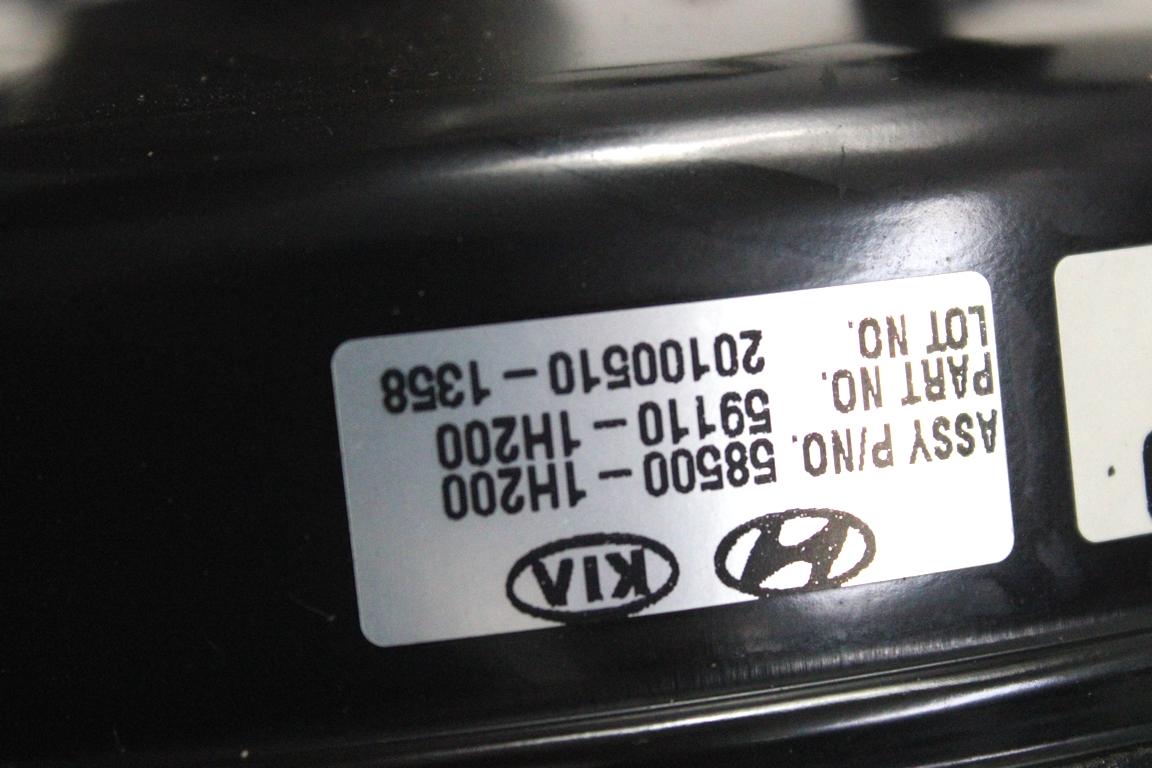 KIA
ASSY P/NO. 58500-1H200
PART NO. 59110-1H200
LOT NO. 20100510-1358